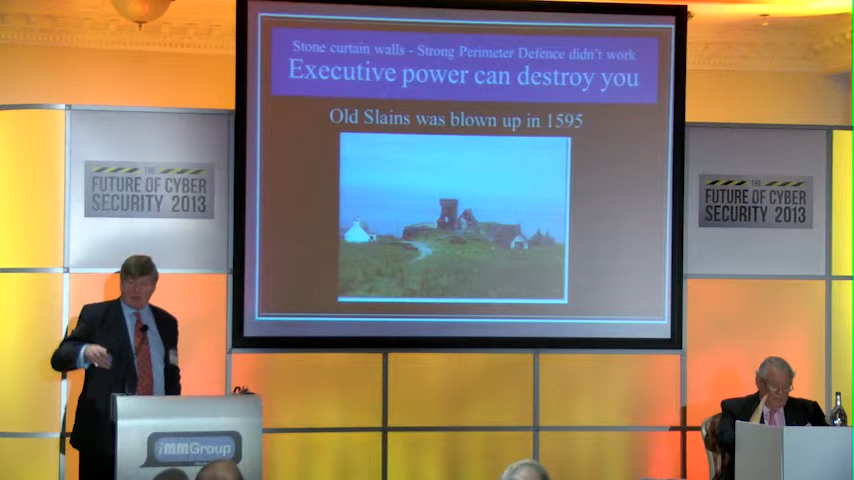 Stone curtain walls - Strong Perimeter Defence didn't work
Executive power can destroy you
Old Slains was blown up in 1595
THE
FUTURE OF CYBER
SECURITY 2013
THE
FUTURE OF CYBER
SECURITY 2013
immGroup